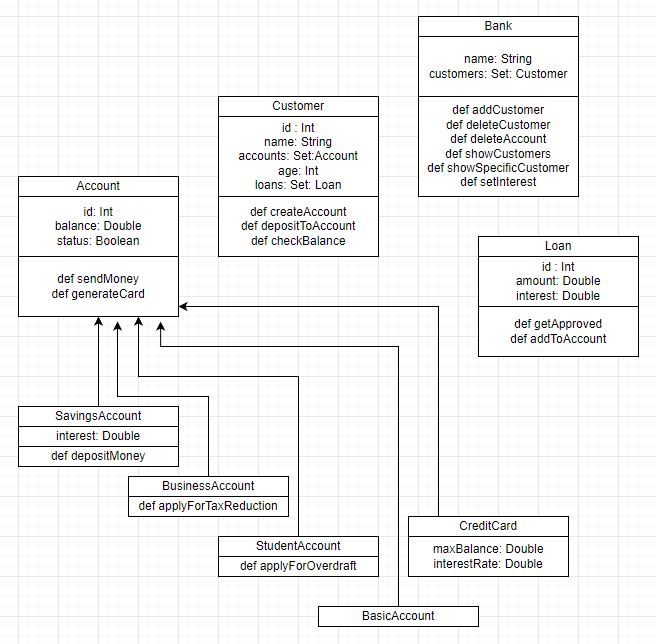 Bank
name: String
customers: Set: Customer
def addCustomer
def deleteCustomer
def deleteAccount
def showCustomers
def showSpecificCustomer
def setInterest
Customer
id : Int
name: String
accounts: Set:Account
age: Int
loans: Set: Loan
def createAccount
def depositToAccount
def checkBalance
Account
id: Int
balance: Double
status: Boolean
def sendMoney
def generateCard
Loan
id : Int
amount: Double
interest: Double
def getApproved
def addToAccount
SavingsAccount
interest: Double
def depositMoney
BusinessAccount
def applyForTaxReduction
StudentAccount
def applyForOverdraft
CreditCard
maxBalance: Double
interestRate: Double
BasicAccount